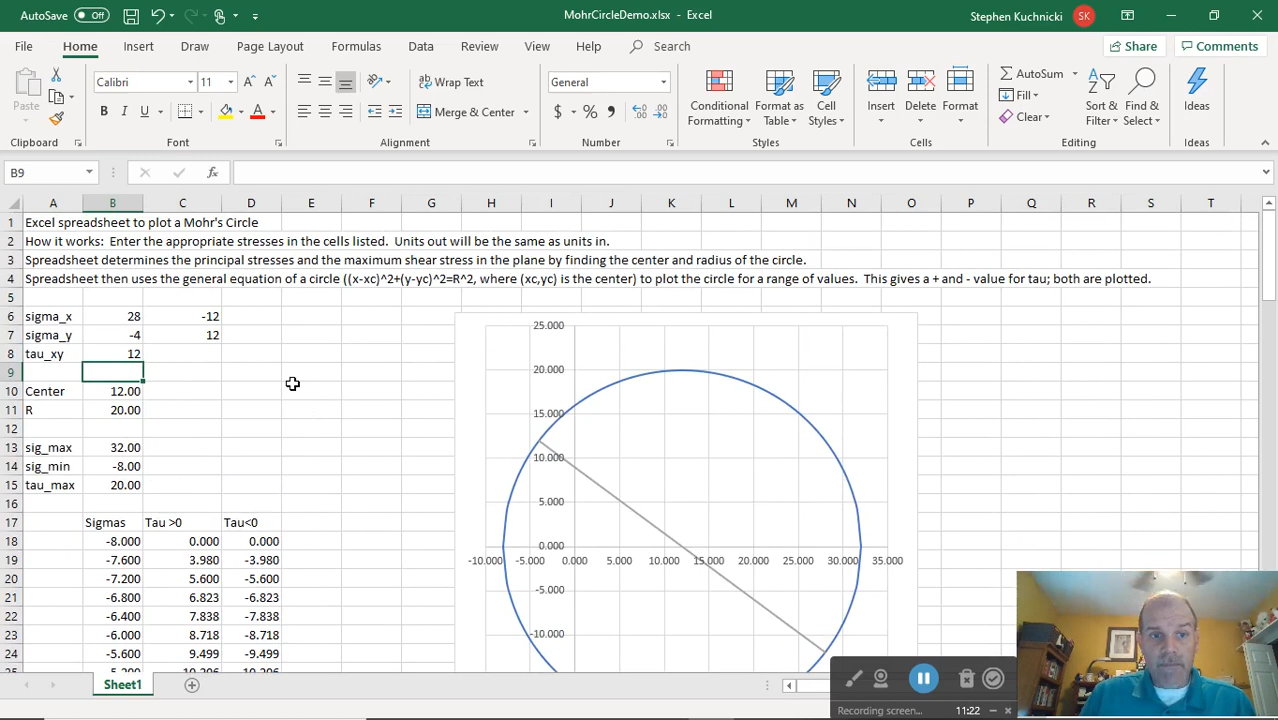 AutoSave Off MohrCircleDemo.xlsx - Excel Stephen Kuchnicki SK
File Home Insert Draw Page Layout Formulas Data Review View Help Search Share Comments
Paste Calibri 11 Wrap Text General Conditional Formatting Format as Table Cell Styles Insert Delete Format AutoSum Sort & Filter Find & Select Ideas
B I U Merge & Center $ % Fill Clear
Clipboard Font Alignment Number Styles Cells Editing Ideas
B9 fx
A B C D E F G H I J K L M N O P Q R S T
1 Excel spreadsheet to plot a Mohr's Circle
2 How it works: Enter the appropriate stresses in the cells listed. Units out will be the same as units in.
3 Spreadsheet determines the principal stresses and the maximum shear stress in the plane by finding the center and radius of the circle.
4 Spreadsheet then uses the general equation of a circle ((x-xc)^2+(y-yc)^2=R^2, where (xc,yc) is the center) to plot the circle for a range of values. This gives a + and - value for tau; both are plotted.
5
6 sigma_x 28 -12
7 sigma_y -4 12
8 tau_xy 12
9
10 Center 12.00
11 R 20.00
12
13 sig_max 32.00
14 sig_min -8.00
15 tau_max 20.00
16
17 Sigmas Tau >0 Tau<0
18 -8.000 0.000 0.000
19 -7.600 3.980 -3.980
20 -7.200 5.600 -5.600
21 -6.800 6.823 -6.823
22 -6.400 7.838 -7.838
23 -6.000 8.718 -8.718
24 -5.600 9.499 -9.499
25.000
20.000
15.000
10.000
5.000
0.000
-10.000 -5.000 0.000 5.000 10.000 15.000 20.000 25.000 30.000 35.000
-5.000
-10.000
Sheet1
Recording screen... 11:22